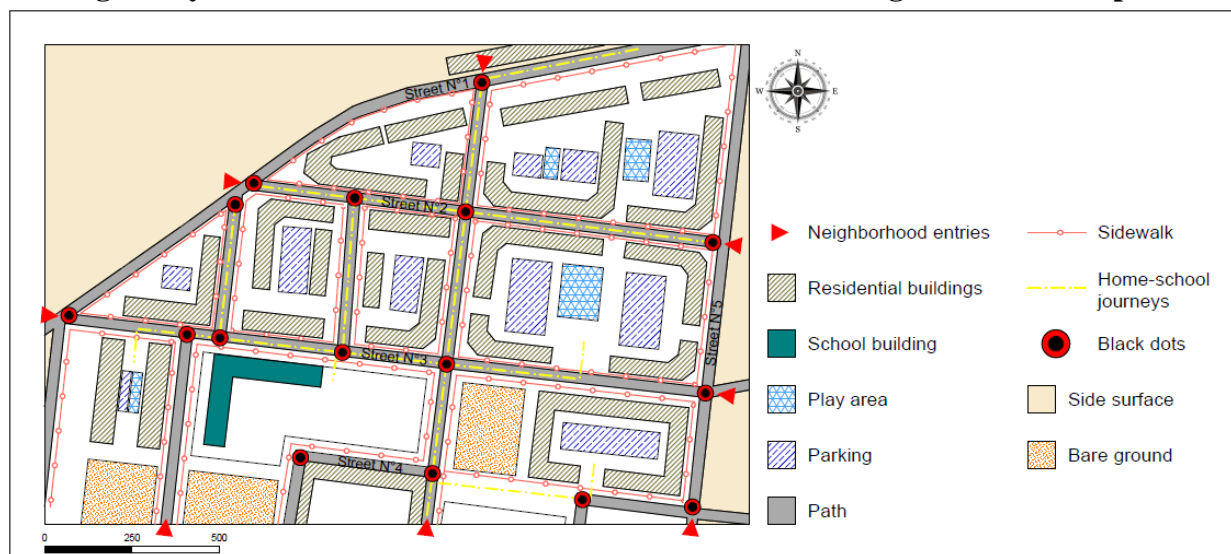 Street N°1
N
W
E
S
Street N°2
Neighborhood entries
Sidewalk
Residential buildings
Home-school
journeys
School building
Black dots
Play area
Side surface
Parking
Bare ground
Path
Street N°3
Street N°5
Street N°4
0
250
500